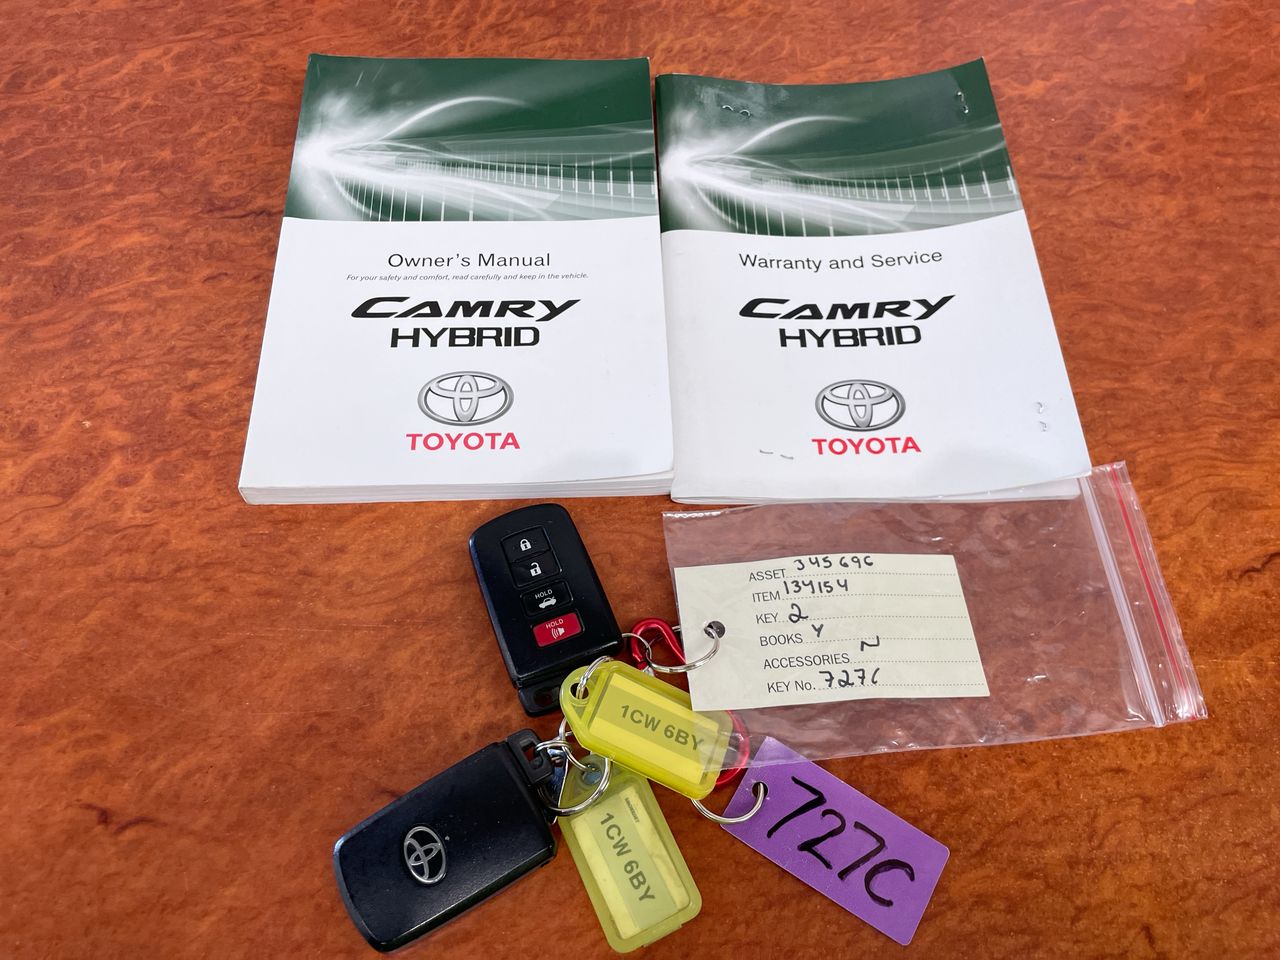 Owner's Manual
For your safety and comfort, read carefully and keep in the vehicle.
CAMRY
HYBRID
TOYOTA
Warranty and Service
CAMRY
HYBRID
TOYOTA
HOLD
HOLD
ASSET 345696
ITEM 134154
KEY 2
BOOKS Y
ACCESSORIES N
KEY No. 727C
1CW 6BY
1CW 6BY
727C